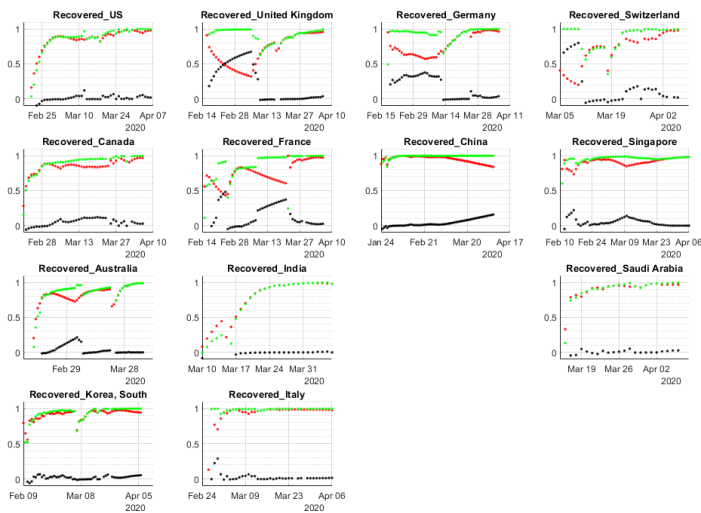 Recovered_US
Recovered_United Kingdom
Recovered_Germany
Recovered_Switzerland
1
0.5
0
Feb 25 Mar 10 Mar 24 Apr 07
2020
1
0.5
0
Feb 14 Feb 28 Mar 13 Mar 27 Apr 10
2020
1
0.5
0
Feb 15 Feb 29 Mar 14 Mar 28 Apr 11
2020
1
0.5
0
Mar 05 Mar 19 Apr 02
2020
Recovered_Canada
Recovered_France
Recovered_China
Recovered_Singapore
1
0.5
0
Feb 28 Mar 13 Mar 27 Apr 10
2020
1
0.5
0
Feb 14 Feb 28 Mar 13 Mar 27 Apr 10
2020
1
0.5
0
Jan 24 Feb 21 Mar 20 Apr 17
2020
1
0.5
0
Feb 10 Feb 24 Mar 09 Mar 23 Apr 06
2020
Recovered_Australia
Recovered_India
Recovered_Saudi Arabia
1
0.5
0
Feb 29 Mar 28
2020
1
0.5
0
Mar 10 Mar 17 Mar 24 Mar 31
2020
1
0.5
0
Mar 19 Mar 26 Apr 02
2020
Recovered_Korea, South
Recovered_Italy
1
0.5
0
Feb 09 Mar 08 Apr 05
2020
1
0.5
0
Feb 24 Mar 09 Mar 23 Apr 06
2020